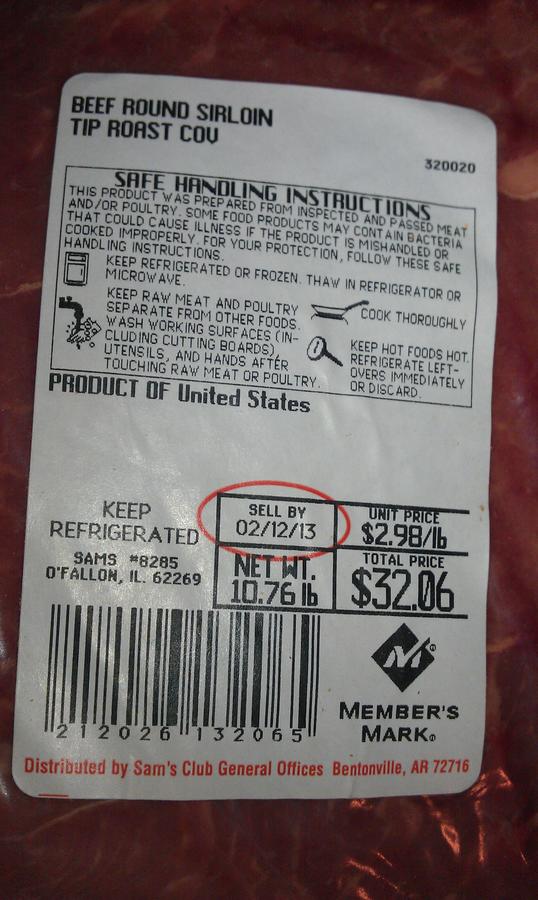 BEEF ROUND SIRLOIN
TIP ROAST COV
320020
SAFE HANDLING INSTRUCTIONS
THIS PRODUCT WAS PREPARED FROM INSPECTED AND PASSED MEAT
AND/OR POULTRY. SOME FOOD PRODUCTS MAY CONTAIN BACTERIA
THAT COULD CAUSE ILLNESS IF THE PRODUCT IS MISHANDLED OR
COOKED IMPROPERLY. FOR YOUR PROTECTION, FOLLOW THESE SAFE
HANDLING INSTRUCTIONS.
KEEP REFRIGERATED OR FROZEN. THAW IN REFRIGERATOR OR
MICROWAVE.
KEEP RAW MEAT AND POULTRY
SEPARATE FROM OTHER FOODS.
WASH WORKING SURFACES (IN-
CLUDING CUTTING BOARDS),
UTENSILS, AND HANDS AFTER
TOUCHING RAW MEAT OR POULTRY.
COOK THOROUGHLY
KEEP HOT FOODS HOT.
REFRIGERATE LEFT-
OVERS IMMEDIATELY
OR DISCARD.
PRODUCT OF United States
KEEP
REFRIGERATED
SAMS #8285
O'FALLON, IL. 62269
SELL BY
02/12/13
UNIT PRICE
$2.98/lb
NET WT.
10.76 lb
TOTAL PRICE
$32.06
2 12026 13206 5
M®
MEMBER'S
MARK®
Distributed by Sam's Club General Offices Bentonville, AR 72716